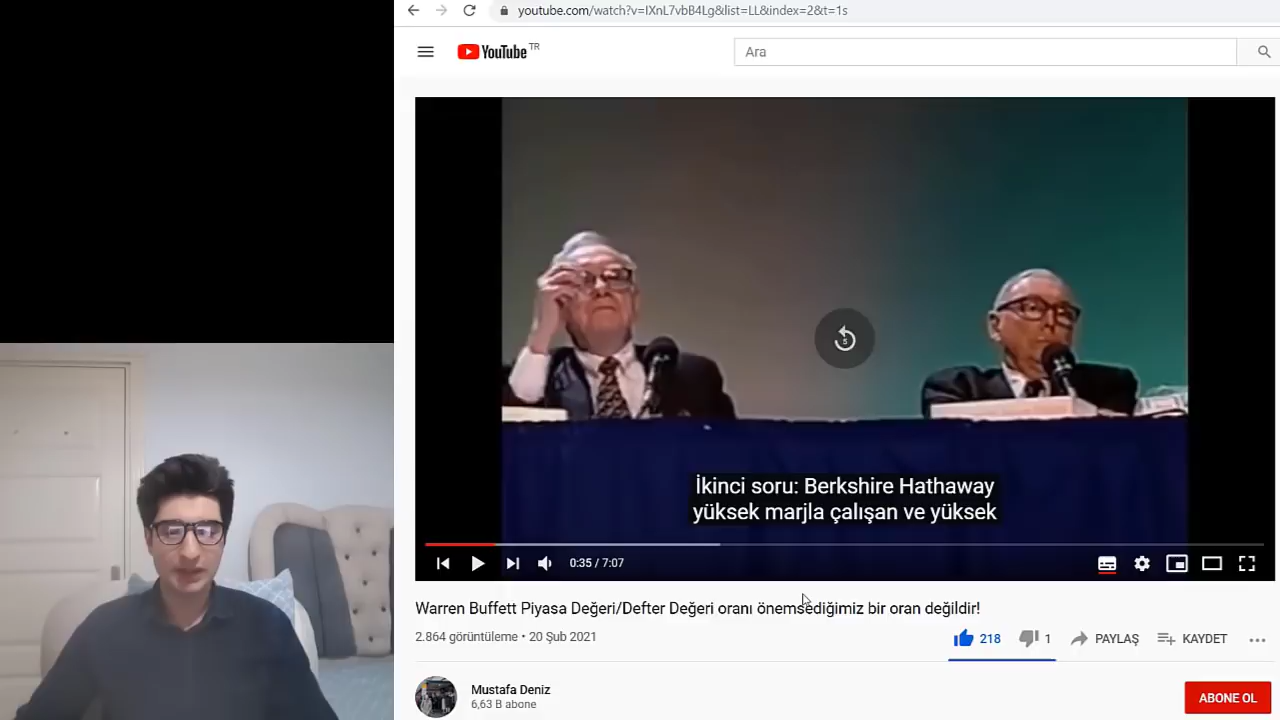 youtube.com/watch?v=IXnL7vbB4Lg&list=LL&index=2&t=1s
YouTube TR
Ara
5
İkinci soru: Berkshire Hathaway
yüksek marjla çalışan ve yüksek
0:35 / 7:07
Warren Buffett Piyasa Değeri/Defter Değeri oranı önemsediğimiz bir oran değildir!
2.864 görüntüleme • 20 Şub 2021
218 1 PAYLAŞ KAYDET
Mustafa Deniz
6,63 B abone
ABONE OL